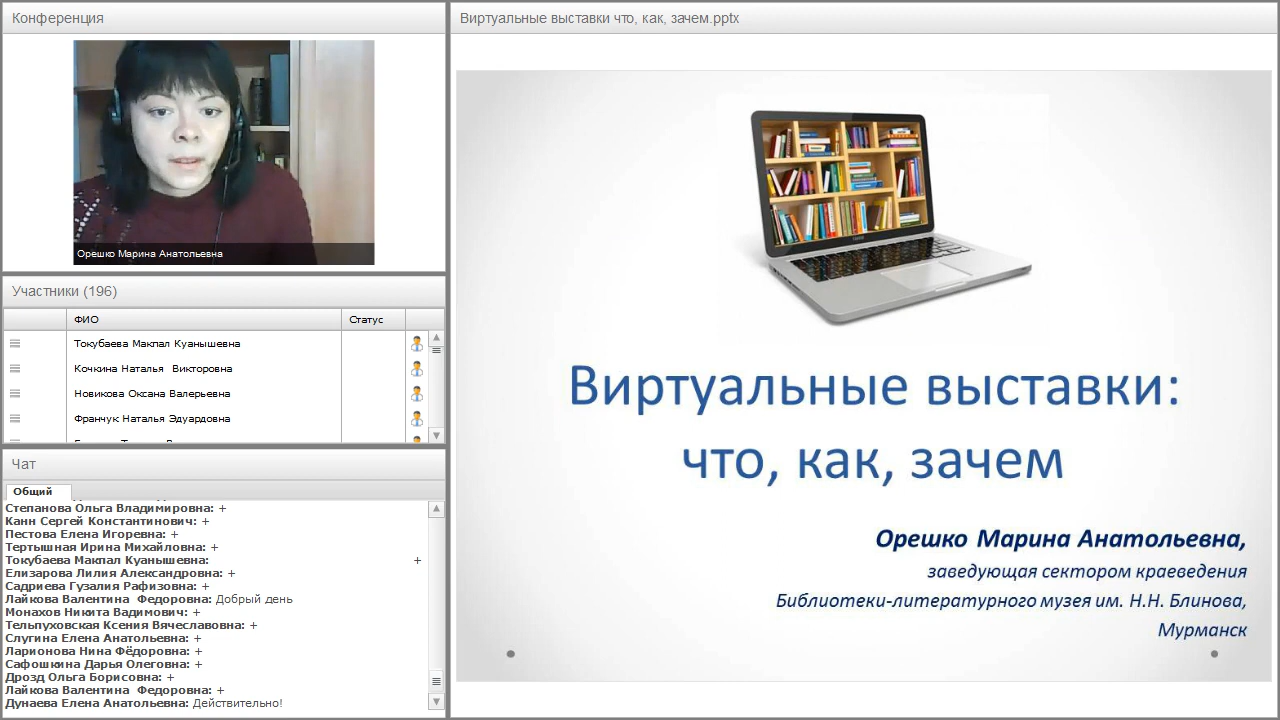 Конференция
Орешко Марина Анатольевна
Участники (196)
ФИО
Статус
Токубаева Макпал Куанышевна
Кочкина Наталья Викторовна
Новикова Оксана Валерьевна
Франчук Наталья Эдуардовна
Чат
Общий
Степанова Ольга Владимировна: +
Канн Сергей Константинович: +
Пестова Елена Игоревна: +
Тертышная Ирина Михайловна: +
Токубаева Макпал Куанышевна: +
Елизарова Лилия Александровна: +
Садриева Гузалия Рафизовна: +
Лайкова Валентина Федоровна: Добрый день
Монахов Никита Вадимович: +
Тельпуховская Ксения Вячеславовна: +
Слугина Елена Анатольевна: +
Ларионова Нина Фёдоровна: +
Сафошкина Дарья Олеговна: +
Дрозд Ольга Борисовна: +
Лайкова Валентина Федоровна: +
Дунаева Елена Анатольевна: Действительно!
Виртуальные выставки что, как, зачем.pptx
Виртуальные выставки:
что, как, зачем
Орешко Марина Анатольевна,
заведующая сектором краеведения
Библиотеки-литературного музея им. Н.Н. Блинова,
Мурманск